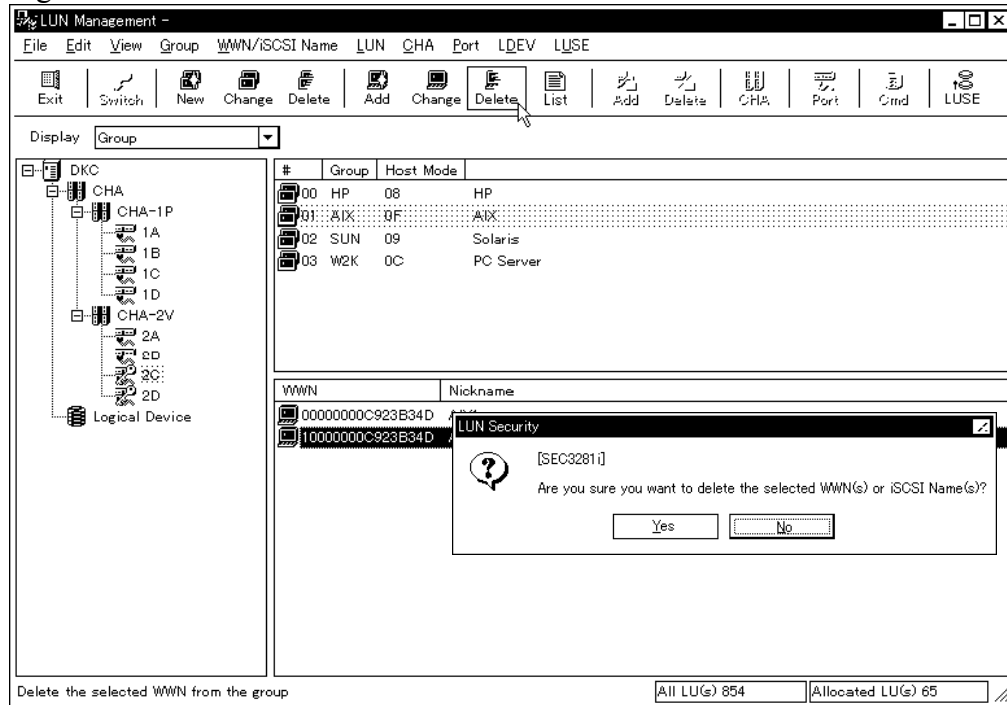 LUN Management -
File Edit View Group WWN/iSCSI Name LUN CHA Port LDEV LUSE
Exit Switch New Change Delete Add Change Delete List Add Delete CHA Port Cmd LUSE
Display Group
DKC
CHA
CHA-1P
1A
1B
1C
1D
CHA-2V
2A
2C
2D
Logical Device
# Group Host Mode
00 HP 08 HP
01 AIX 0F AIX
02 SUN 09 Solaris
03 W2K 0C PC Server
WWN Nickname
00000000C923B34D
10000000C923B34D
LUN Security
[SEC3281i]
Are you sure you want to delete the selected WWN(s) or iSCSI Name(s)?
Yes No
Delete the selected WWN from the group
All LU(s) 854 Allocated LU(s) 65